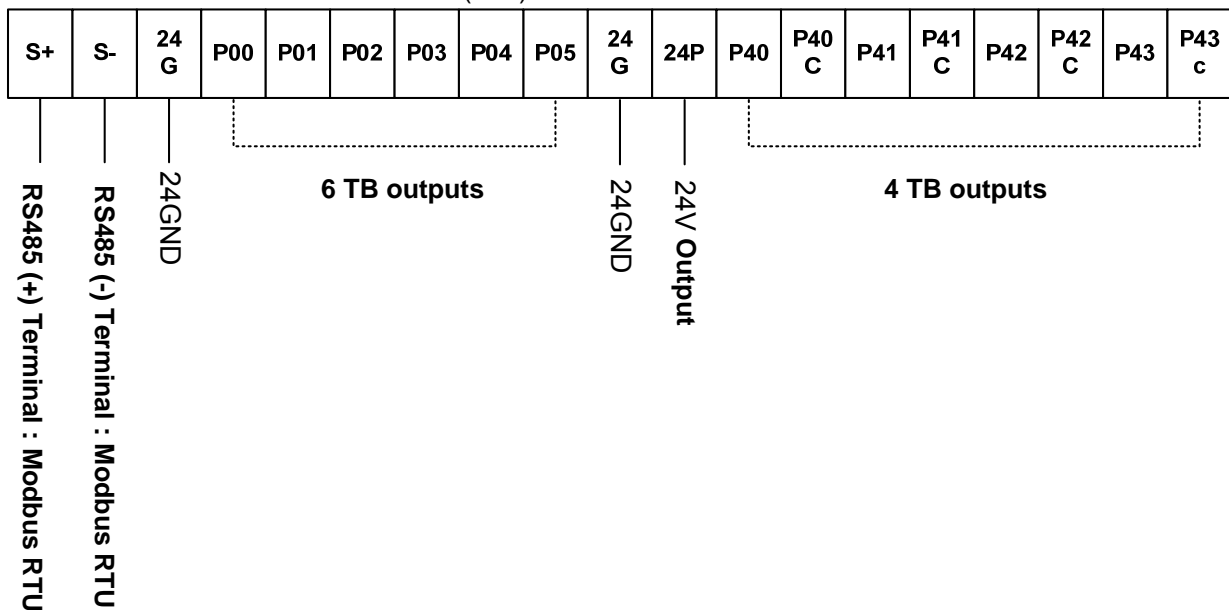 S+ S- 24 G P00 P01 P02 P03 P04 P05 24 G 24P P40 P40 C P41 P41 C P42 P42 C P43 P43 c
6 TB outputs
4 TB outputs
RS485 (+) Terminal : Modbus RTU
RS485 (-) Terminal : Modbus RTU
24GND
24GND
24V Output